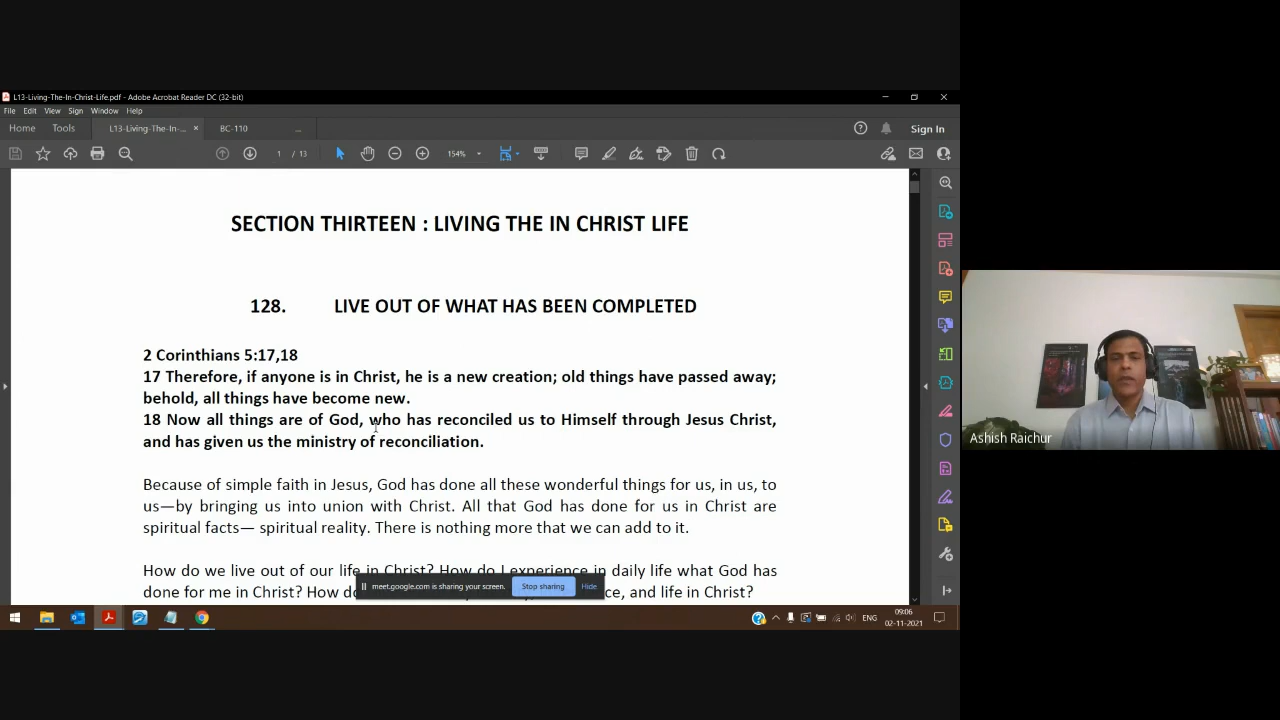 L13-Living-The-In-Christ-Life.pdf - Adobe Acrobat Reader DC (32-bit)
File Edit View Sign Window Help
Home Tools L13-Living-The-In-... × BC-110 ...
Sign In
1 / 13 154%
SECTION THIRTEEN : LIVING THE IN CHRIST LIFE
128. LIVE OUT OF WHAT HAS BEEN COMPLETED
2 Corinthians 5:17,18
17 Therefore, if anyone is in Christ, he is a new creation; old things have passed away;
behold, all things have become new.
18 Now all things are of God, who has reconciled us to Himself through Jesus Christ,
and has given us the ministry of reconciliation.
Because of simple faith in Jesus, God has done all these wonderful things for us, in us, to
us—by bringing us into union with Christ. All that God has done for us in Christ are
spiritual facts— spiritual reality. There is nothing more that we can add to it.
How do we live out of our life in Christ? How do I experience in daily life what God has
done for me in Christ? How do ce, and life in Christ?
meet.google.com is sharing your screen. Stop sharing Hide
ENG
09:06
02-11-2021
Ashish Raichur